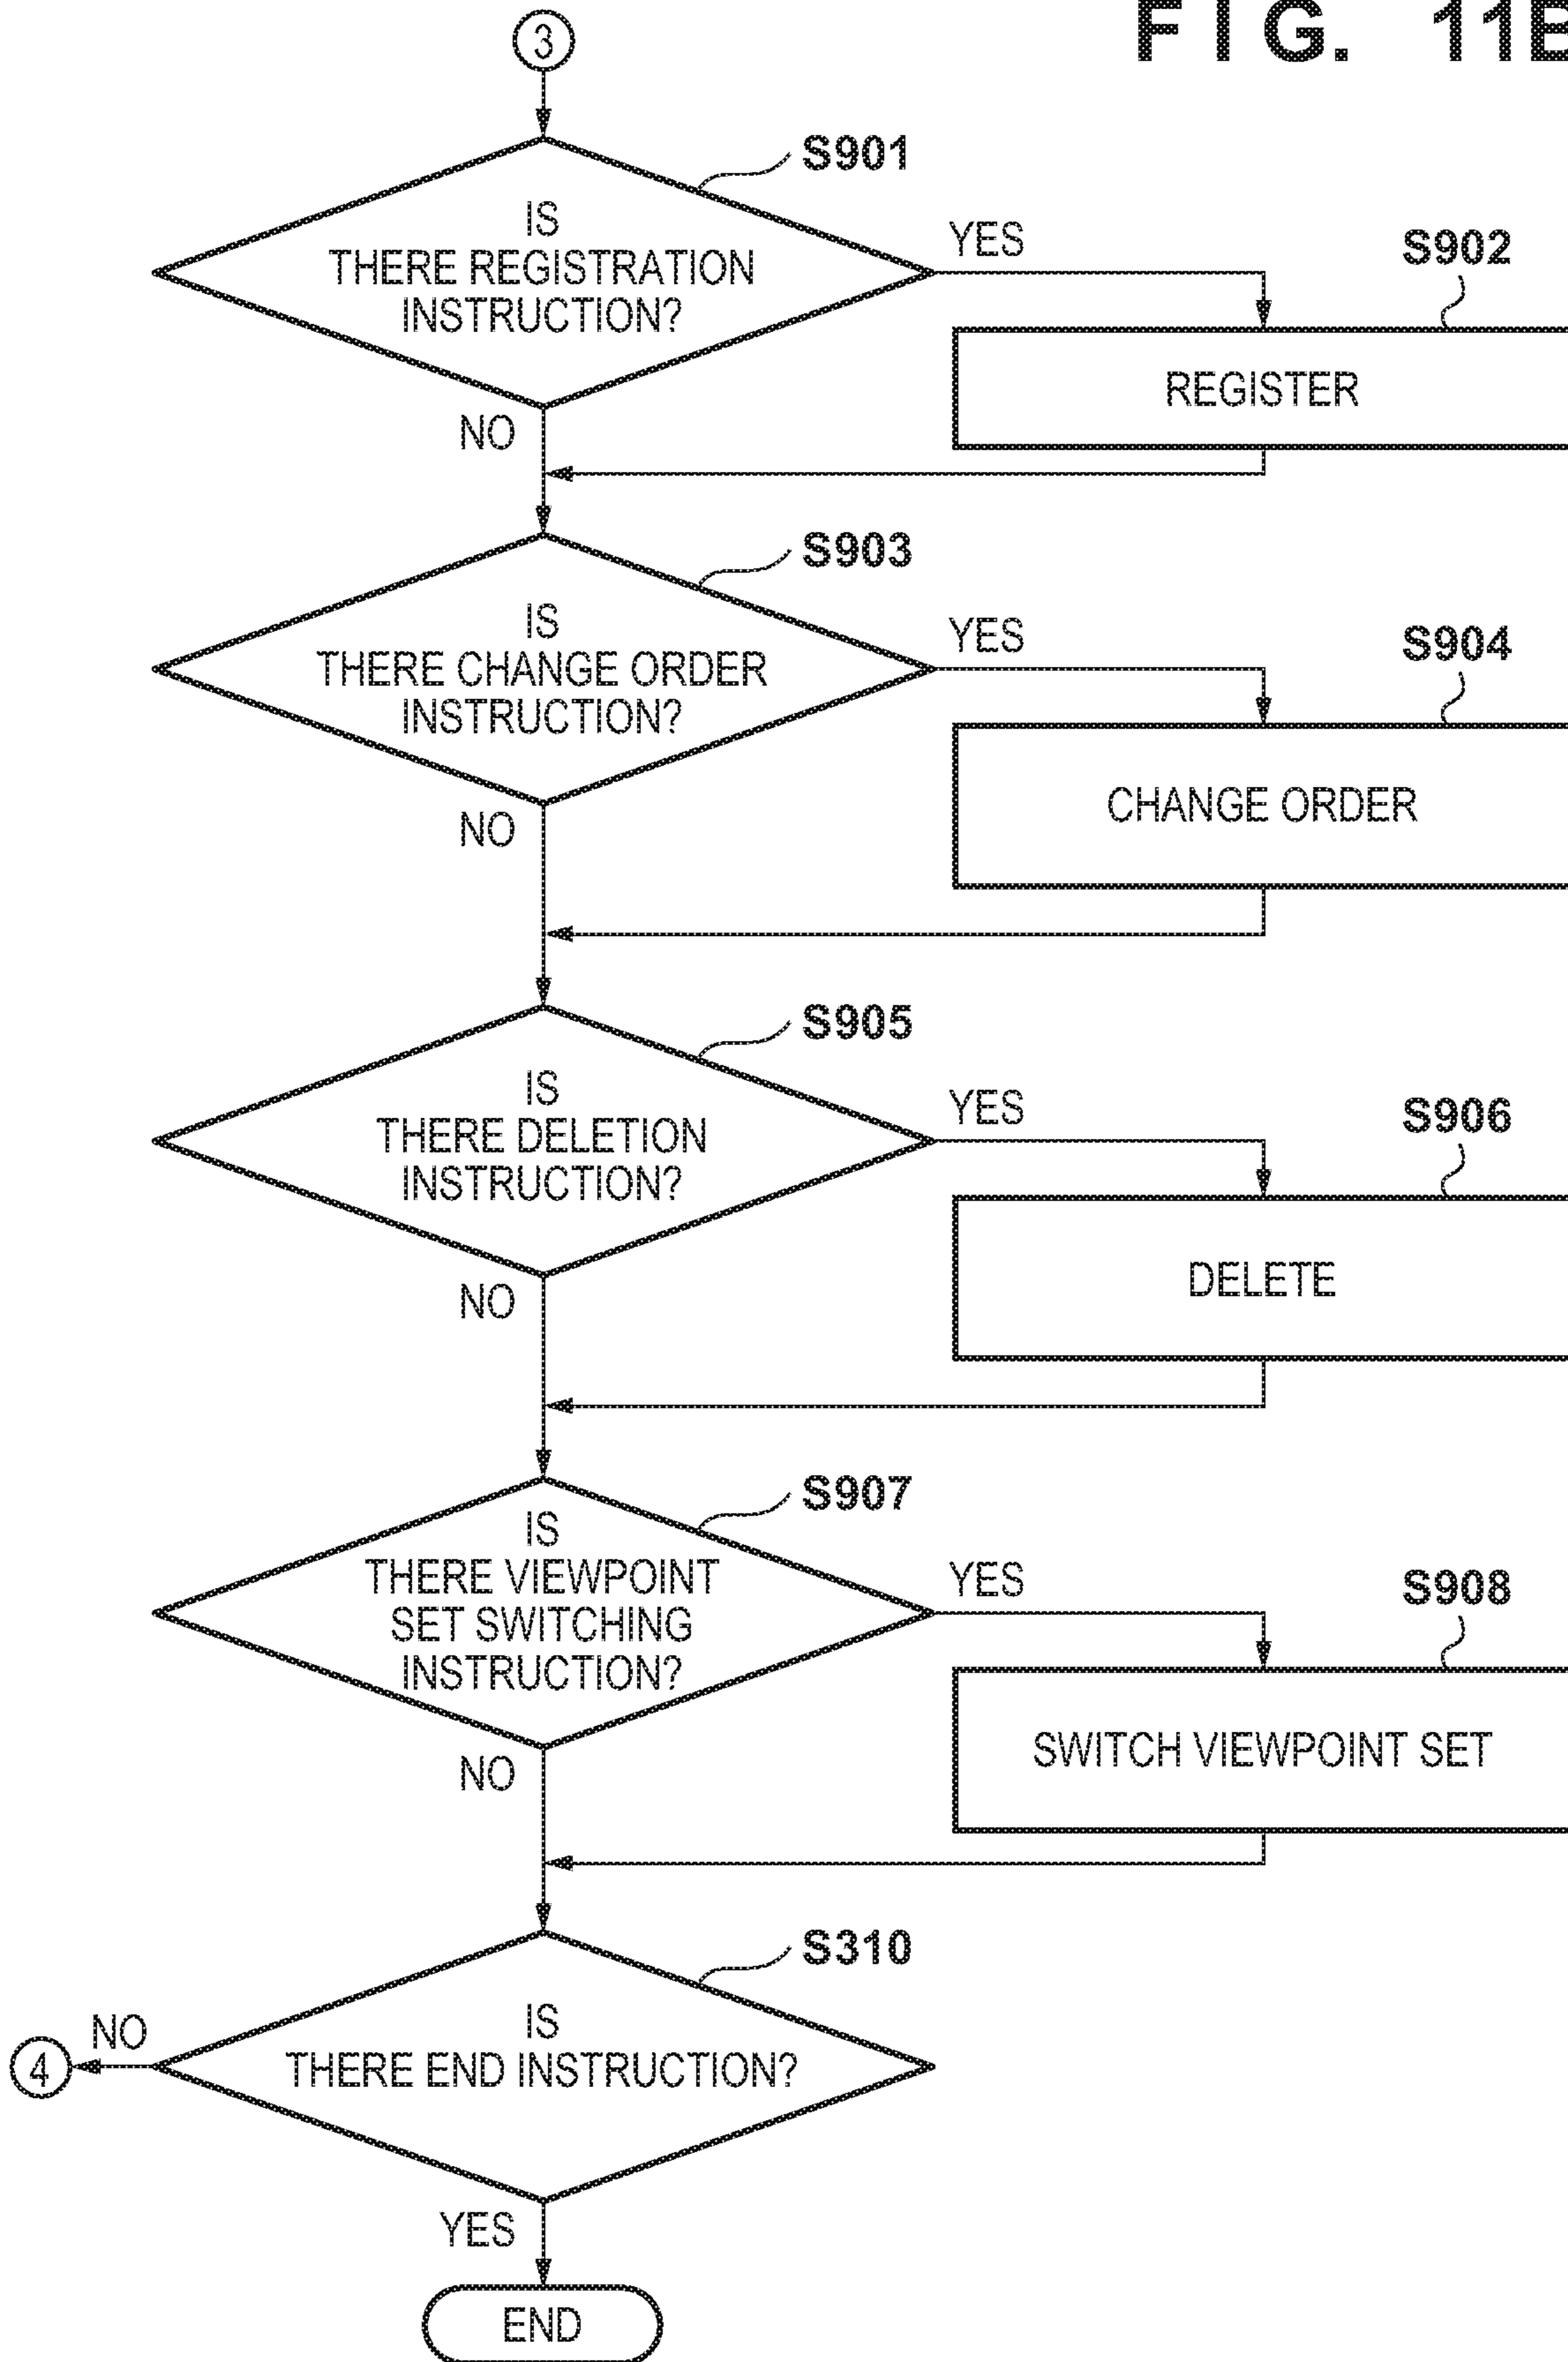 FIG. 11B
3
S901
IS
THERE REGISTRATION
INSTRUCTION?
YES
S902
REGISTER
NO
S903
IS
THERE CHANGE ORDER
INSTRUCTION?
YES
S904
CHANGE ORDER
NO
S905
IS
THERE DELETION
INSTRUCTION?
YES
S906
DELETE
NO
S907
IS
THERE VIEWPOINT
SET SWITCHING
INSTRUCTION?
YES
S908
SWITCH VIEWPOINT SET
NO
S310
IS
THERE END INSTRUCTION?
NO
4
YES
END